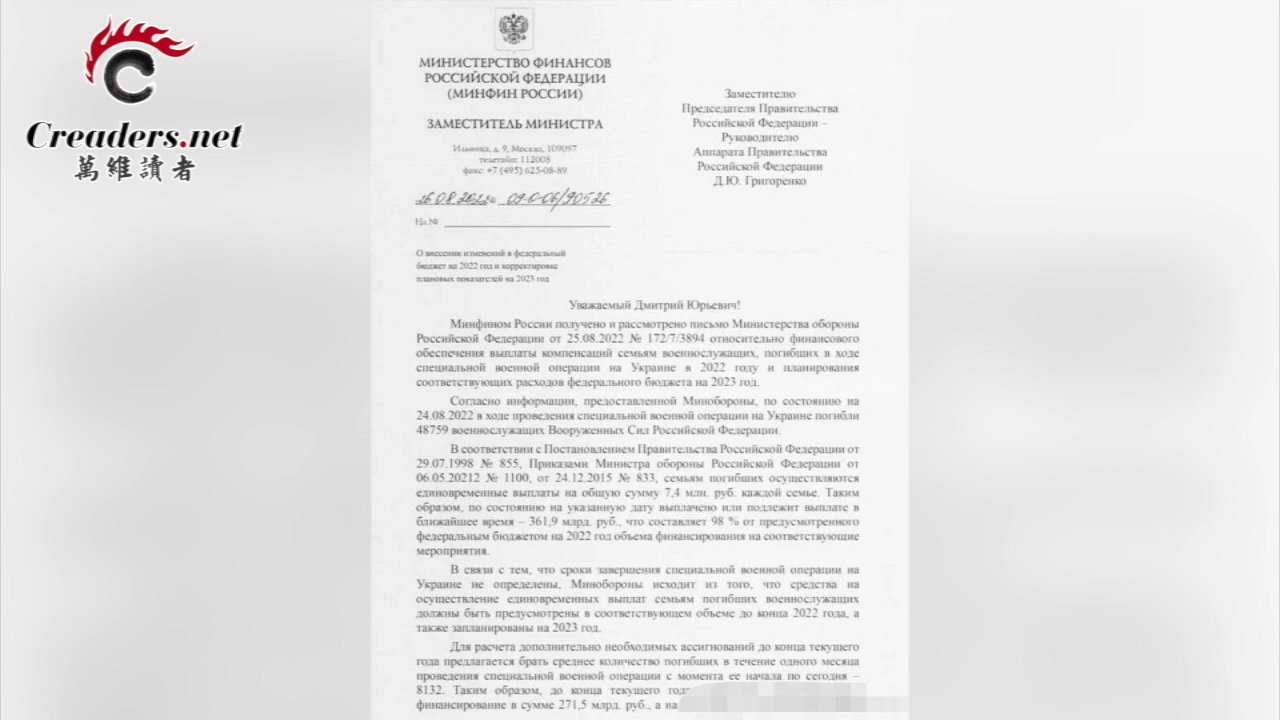 Creaders.net
萬維讀者
МИНИСТЕРСТВО ФИНАНСОВ
РОССИЙСКОЙ ФЕДЕРАЦИИ
(МИНФИН РОССИИ)
ЗАМЕСТИТЕЛЬ МИНИСТРА
Ильинка, д. 9, Москва, 109097
телетайп: 112008
факс: +7 (495) 625-08-89
26.08.2022г. 09-0-06/90526
На №
Заместителю
Председателя Правительства
Российской Федерации –
Руководителю
Аппарата Правительства
Российской Федерации
Д.Ю. Григоренко
О внесении изменений в федеральный
бюджет на 2022 год и корректировке
плановых показателей на 2023 год
Уважаемый Дмитрий Юрьевич!
Минфином России получено и рассмотрено письмо Министерства обороны
Российской Федерации от 25.08.2022 № 172/7/3894 относительно финансового
обеспечения выплаты компенсаций семьям военнослужащих, погибших в ходе
специальной военной операции на Украине в 2022 году и планирования
соответствующих расходов федерального бюджета на 2023 год.
Согласно информации, предоставленной Минобороны, по состоянию на
24.08.2022 в ходе проведения специальной военной операции на Украине погибли
48759 военнослужащих Вооруженных Сил Российской Федерации.
В соответствии с Постановлением Правительства Российской Федерации от
29.07.1998 № 855, Приказами Министра обороны Российской Федерации от
06.05.20212 № 1100, от 24.12.2015 № 833, семьям погибших осуществляются
единовременные выплаты на общую сумму 7,4 млн. руб. каждой семье. Таким
образом, по состоянию на указанную дату выплачено или подлежит выплате в
ближайшее время – 361,9 млрд. руб., что составляет 98 % от предусмотренного
федеральным бюджетом на 2022 год объема финансирования на соответствующие
мероприятия.
В связи с тем, что сроки завершения специальной военной операции на
Украине не определены, Минобороны исходит из того, что средства на
осуществление единовременных выплат семьям погибших военнослужащих
должны быть предусмотрены в соответствующем объеме до конца 2022 года, а
также запланированы на 2023 год.
Для расчета дополнительно необходимых ассигнований до конца текущего
года предлагается брать среднее количество погибших в течение одного месяца
проведения специальной военной операции с момента ее начала по сегодня –
8132. Таким образом, до конца текущего год
финансирование в сумме 271,5 млрд. руб., а на